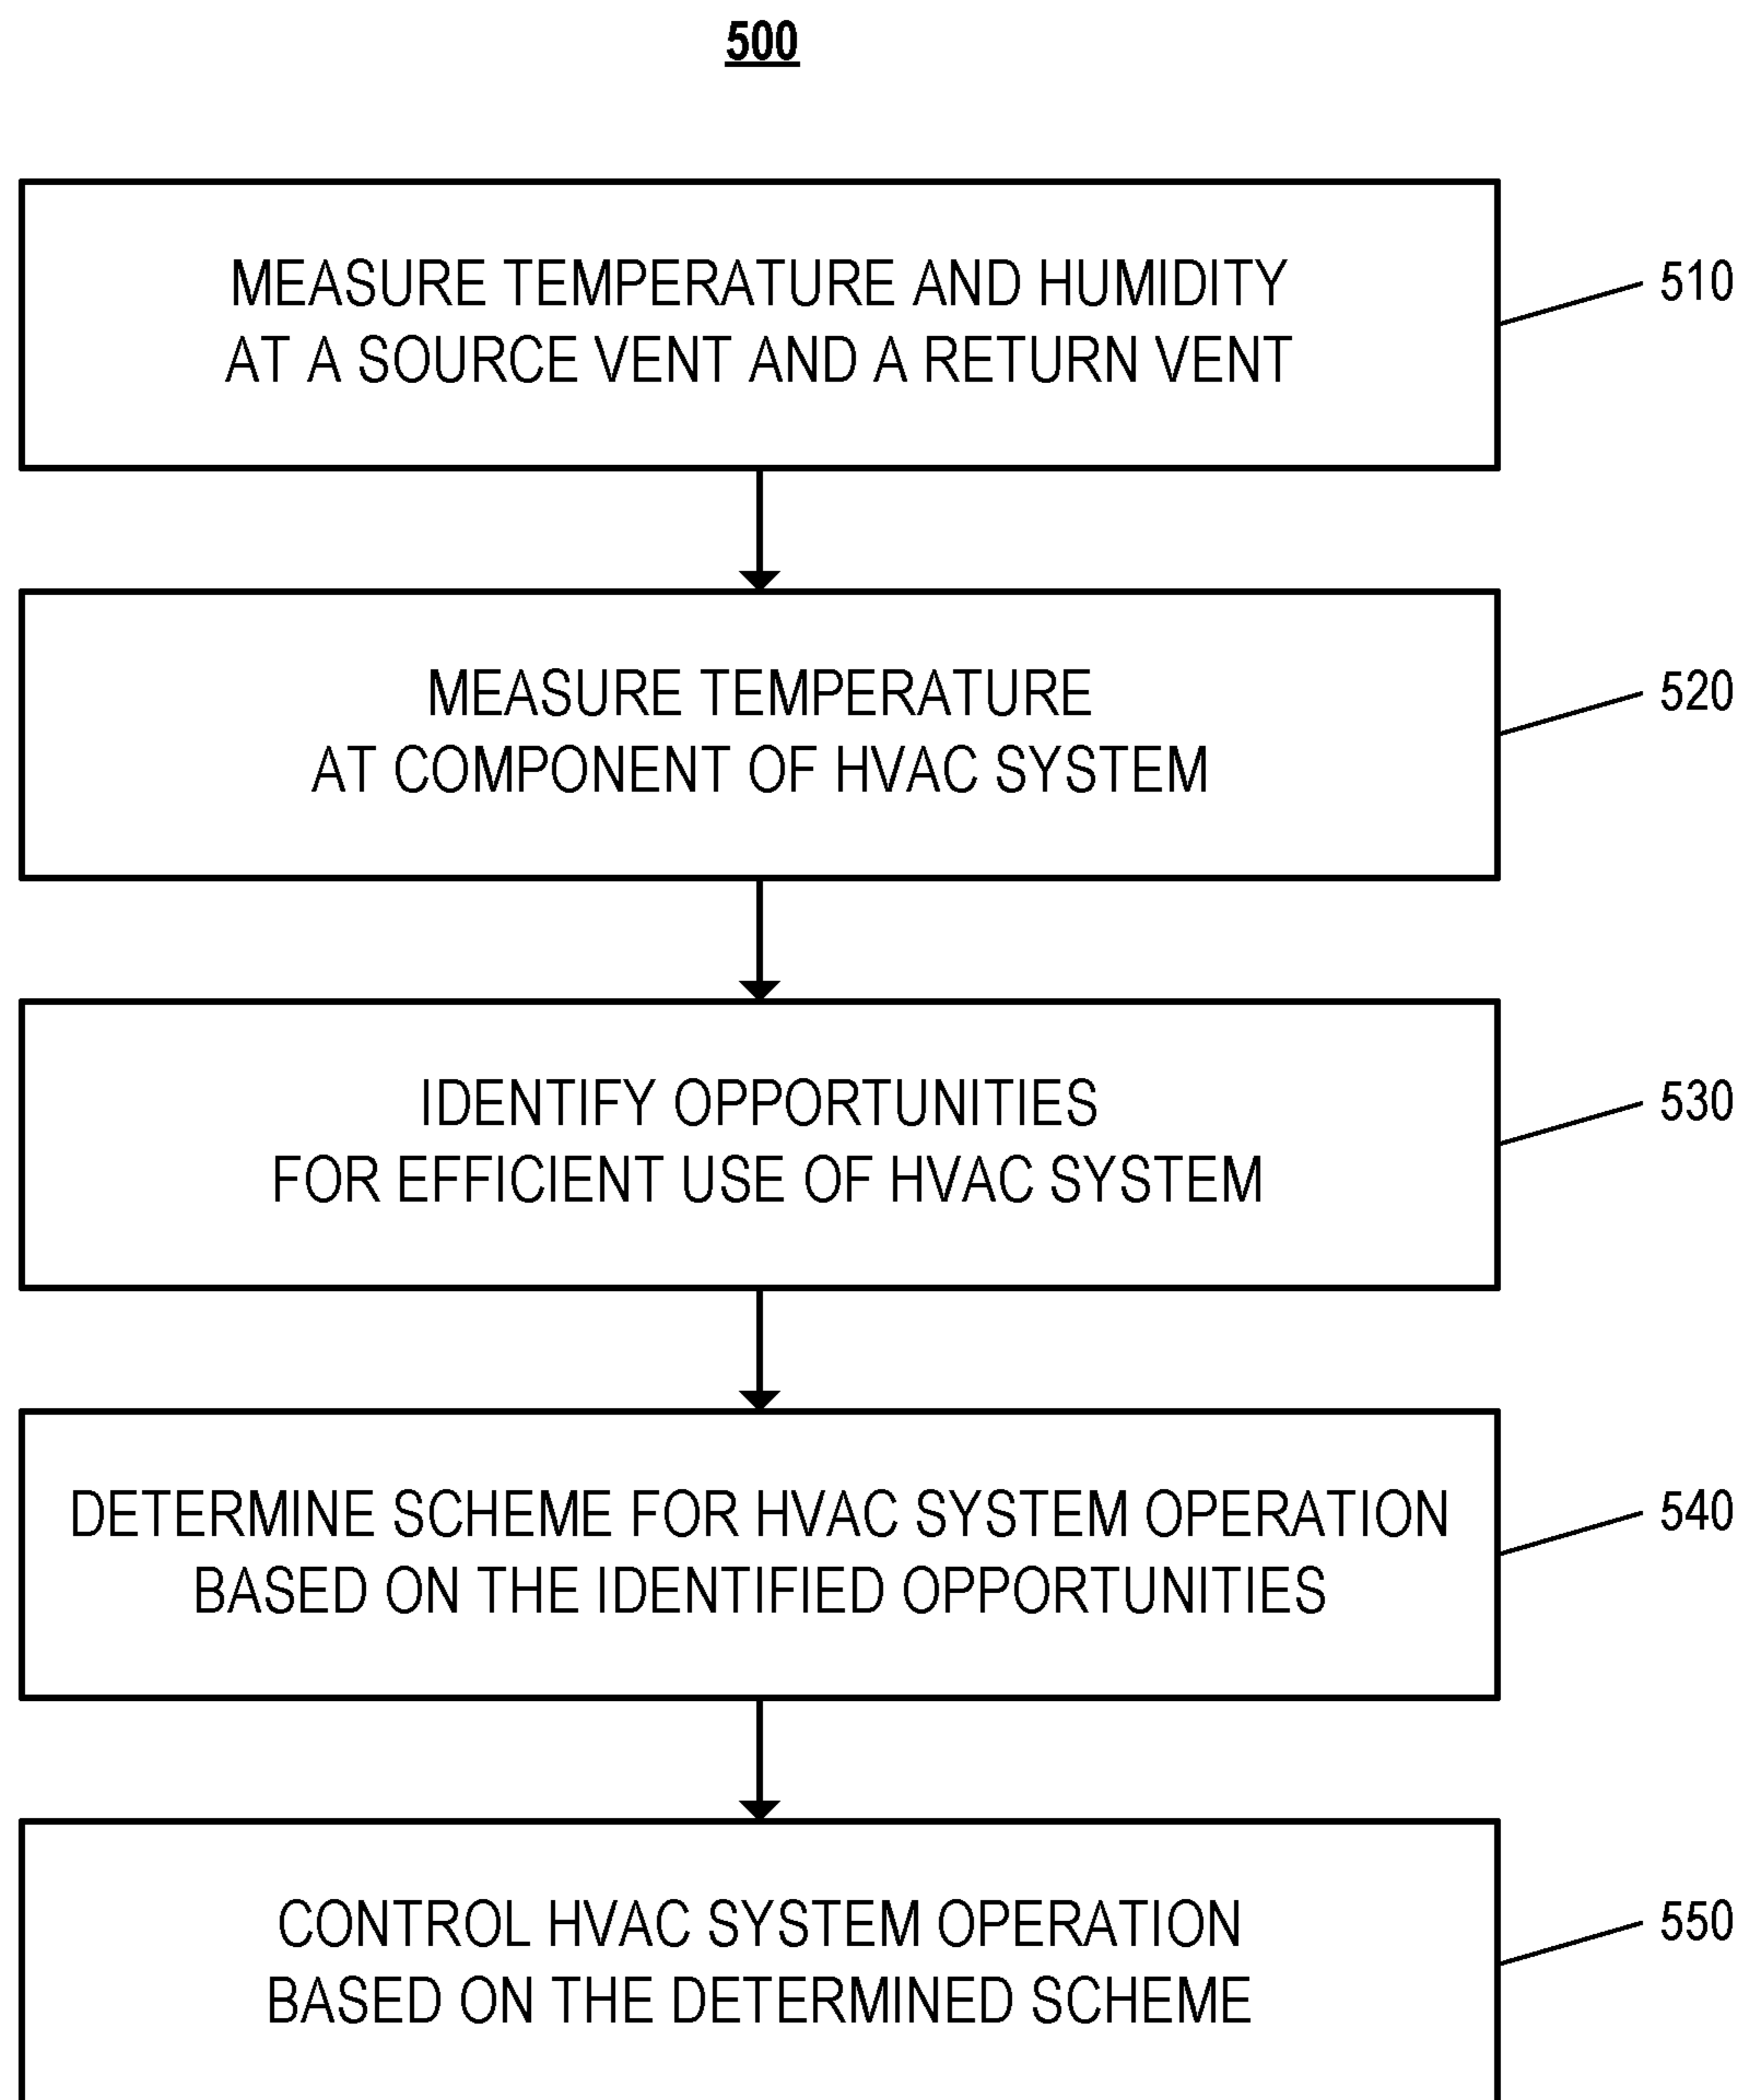 500
MEASURE TEMPERATURE AND HUMIDITY
AT A SOURCE VENT AND A RETURN VENT
510
MEASURE TEMPERATURE
AT COMPONENT OF HVAC SYSTEM
520
IDENTIFY OPPORTUNITIES
FOR EFFICIENT USE OF HVAC SYSTEM
530
DETERMINE SCHEME FOR HVAC SYSTEM OPERATION
BASED ON THE IDENTIFIED OPPORTUNITIES
540
CONTROL HVAC SYSTEM OPERATION
BASED ON THE DETERMINED SCHEME
550